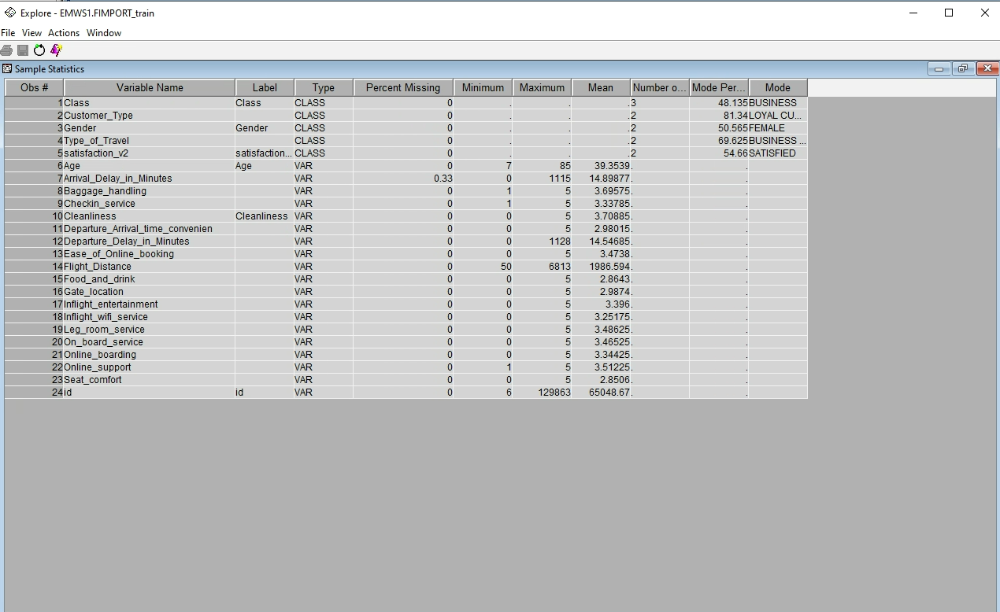 Explore - EMWS1.FIMPORT_train
File View Actions Window
Sample Statistics
Obs # Variable Name Label Type Percent Missing Minimum Maximum Mean Number o... Mode Per... Mode
1 Class Class CLASS 0 . . . 3 48.135 BUSINESS
2 Customer_Type CLASS 0 . . . 2 81.34 LOYAL CU...
3 Gender Gender CLASS 0 . . . 2 50.565 FEMALE
4 Type_of_Travel CLASS 0 . . . 2 69.625 BUSINESS ...
5 satisfaction_v2 satisfaction... CLASS 0 . . . 2 54.66 SATISFIED
6 Age Age VAR 0 7 85 39.3539 . .
7 Arrival_Delay_in_Minutes VAR 0.33 0 1115 14.89877 . .
8 Baggage_handling VAR 0 1 5 3.69575 . .
9 Checkin_service VAR 0 1 5 3.33785 . .
10 Cleanliness Cleanliness VAR 0 0 5 3.70885 . .
11 Departure_Arrival_time_convenien VAR 0 0 5 2.98015 . .
12 Departure_Delay_in_Minutes VAR 0 0 1128 14.54685 . .
13 Ease_of_Online_booking VAR 0 0 5 3.4738 . .
14 Flight_Distance VAR 0 50 6813 1986.594 . .
15 Food_and_drink VAR 0 0 5 2.8643 . .
16 Gate_location VAR 0 0 5 2.9874 . .
17 Inflight_entertainment VAR 0 0 5 3.396 . .
18 Inflight_wifi_service VAR 0 0 5 3.25175 . .
19 Leg_room_service VAR 0 0 5 3.48625 . .
20 On_board_service VAR 0 0 5 3.46525 . .
21 Online_boarding VAR 0 0 5 3.34425 . .
22 Online_support VAR 0 1 5 3.51225 . .
23 Seat_comfort VAR 0 0 5 2.8506 . .
24 id id VAR 0 6 129863 65048.67 . .